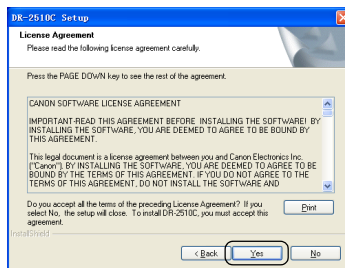 DR-2510C Setup
License Agreement
Please read the following license agreement carefully.
Press the PAGE DOWN key to see the rest of the agreement.
CANON SOFTWARE LICENSE AGREEMENT
IMPORTANT-READ THIS AGREEMENT BEFORE INSTALLING THE SOFTWARE! BY
INSTALLING THE SOFTWARE, YOU ARE DEEMED TO AGREE TO BE BOUND BY
THIS AGREEMENT.
This legal document is a license agreement between you and Canon Electronics Inc.
("Canon"). BY INSTALLING THE SOFTWARE, YOU ARE DEEMED TO AGREE TO BE
BOUND BY THE TERMS OF THIS AGREEMENT. IF YOU DO NOT AGREE TO THE
TERMS OF THIS AGREEMENT, DO NOT INSTALL THE SOFTWARE AND
Do you accept all the terms of the preceding License Agreement? If you
select No, the setup will close. To install DR-2510C, you must accept this
agreement.
Print
InstallShield
< Back Yes No